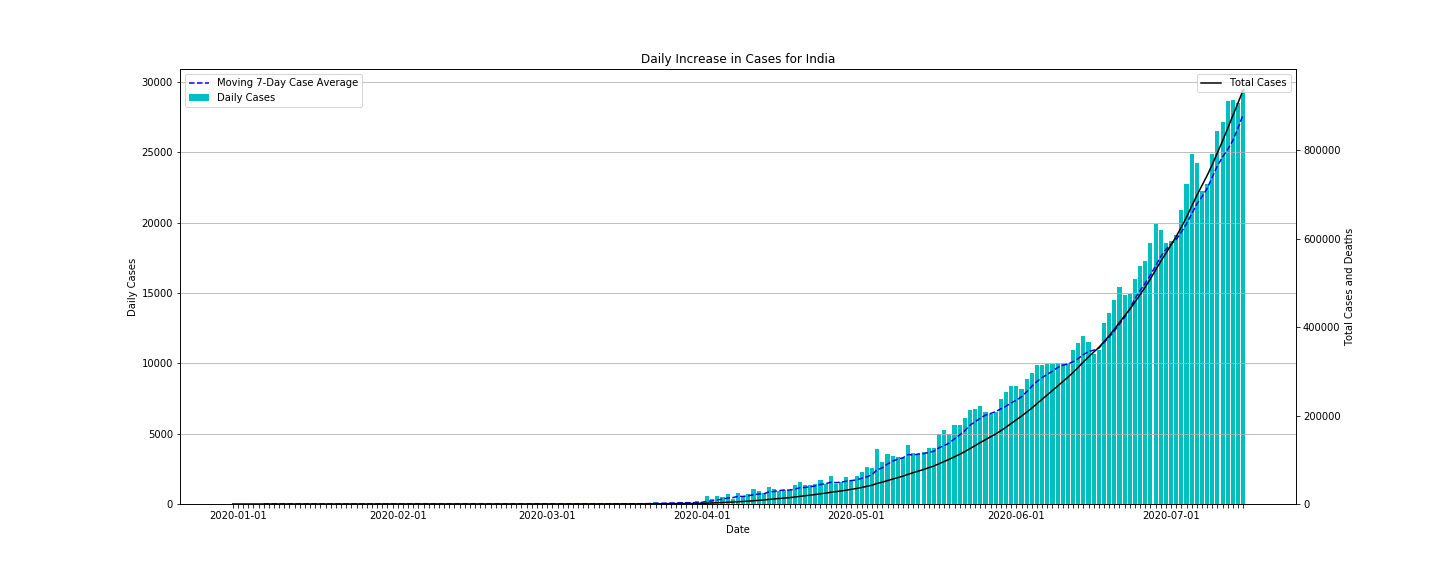 Daily Increase in Cases for India
Moving 7-Day Case Average
Daily Cases
Total Cases
30000
25000
20000
15000
10000
5000
0
Daily Cases
800000
600000
400000
200000
0
Total Cases and Deaths
2020-01-01
2020-02-01
2020-03-01
2020-04-01
2020-05-01
2020-06-01
2020-07-01
Date